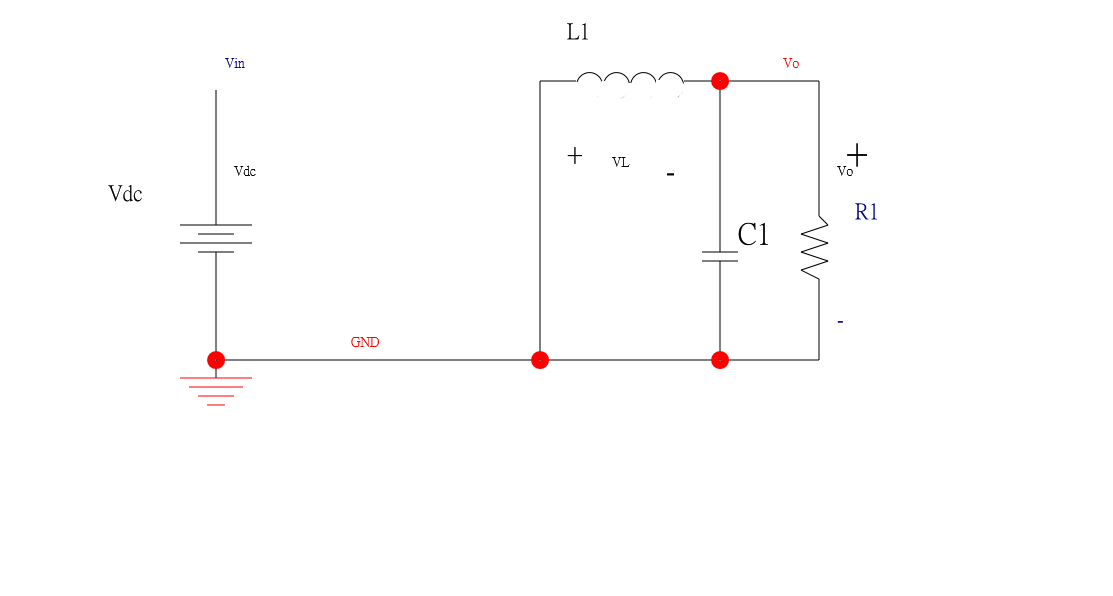 L1
Vin
Vo
+
VL
-
Vdc
Vdc
+
Vo
R1
C1
-
GND